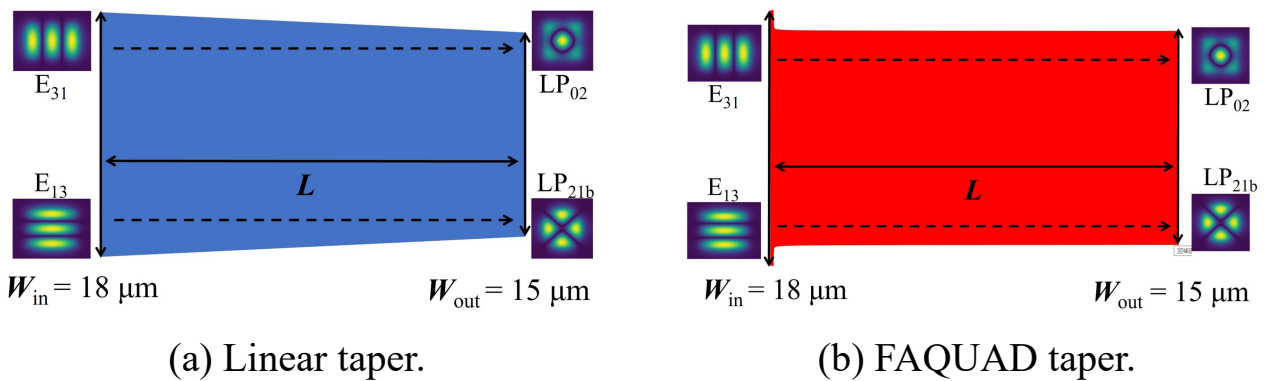 E31
LP02
L
E13
LP21b
Win = 18 μm
Wout = 15 μm
(a) Linear taper.
E31
LP02
L
E13
LP21b
Win = 18 μm
Wout = 15 μm
(b) FAQUAD taper.